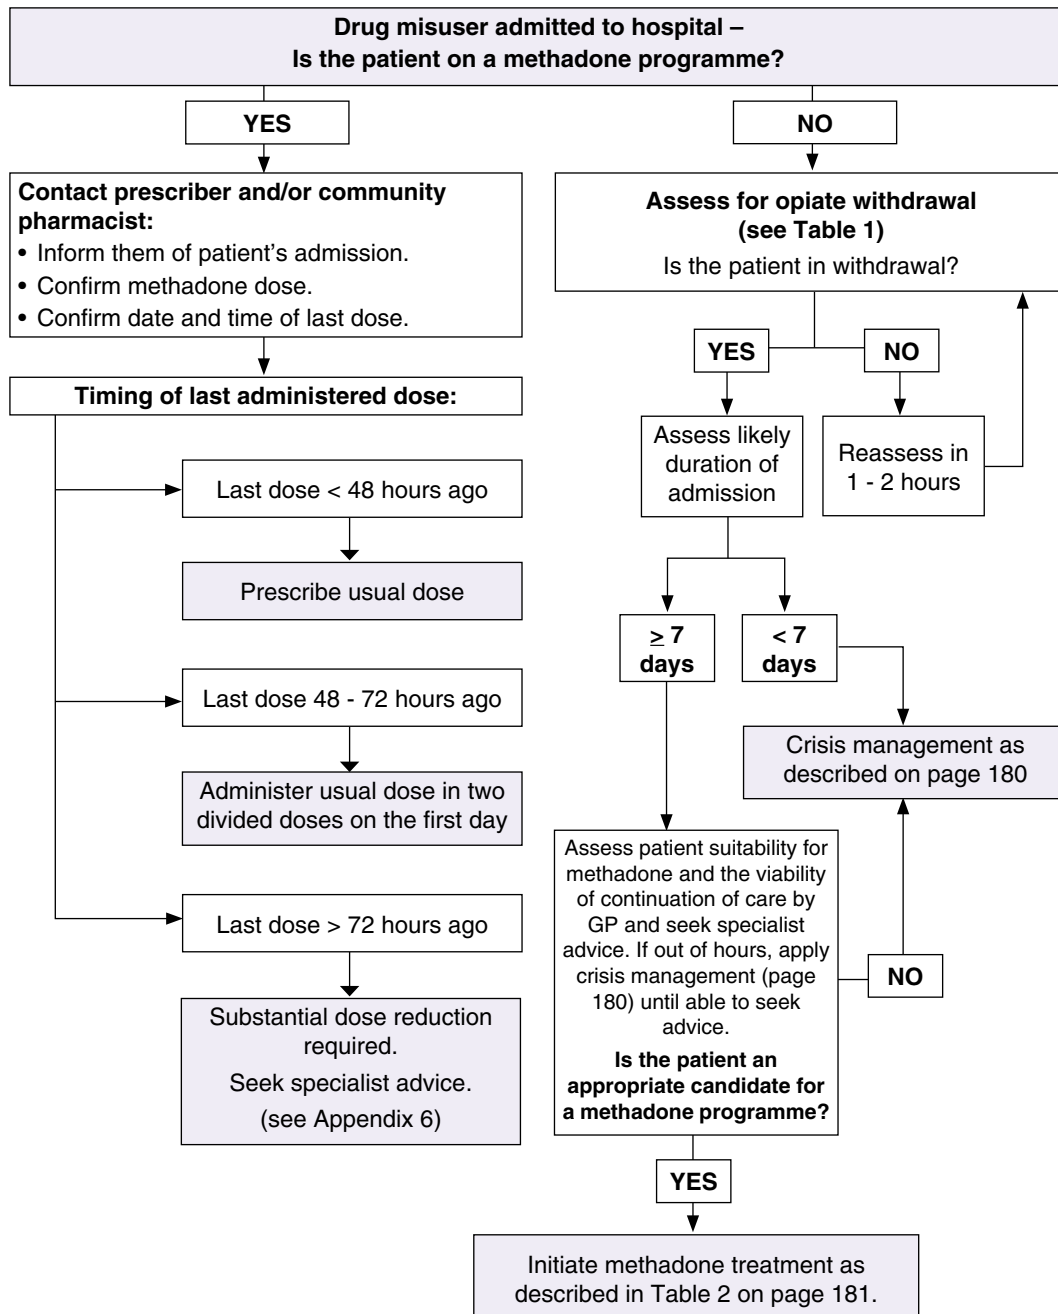 Drug misuser admitted to hospital –
Is the patient on a methadone programme?
YES
NO
Contact prescriber and/or community
pharmacist:
• Inform them of patient's admission.
• Confirm methadone dose.
• Confirm date and time of last dose.
Timing of last administered dose:
Last dose < 48 hours ago
Prescribe usual dose
Last dose 48 - 72 hours ago
Administer usual dose in two
divided doses on the first day
Last dose > 72 hours ago
Substantial dose reduction
required.
Seek specialist advice.
(see Appendix 6)
Assess for opiate withdrawal
(see Table 1)
Is the patient in withdrawal?
YES
NO
Assess likely
duration of
admission
Reassess in
1 - 2 hours
≥ 7
days
< 7
days
Crisis management as
described on page 180
Assess patient suitability for
methadone and the viability
of continuation of care by
GP and seek specialist
advice. If out of hours, apply
crisis management (page
180) until able to seek
advice.
Is the patient an
appropriate candidate for
a methadone programme?
NO
YES
Initiate methadone treatment as
described in Table 2 on page 181.